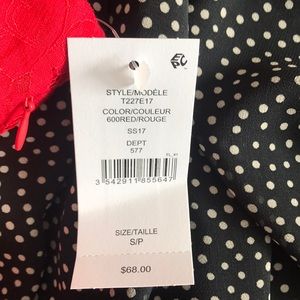 STYLE/MODÈLE
T227E17
COLOR/COULEUR
600RED/ROUGE
SS17
DEPT
577
3 542911 855647
SIZE/TAILLE
S/P
$68.00